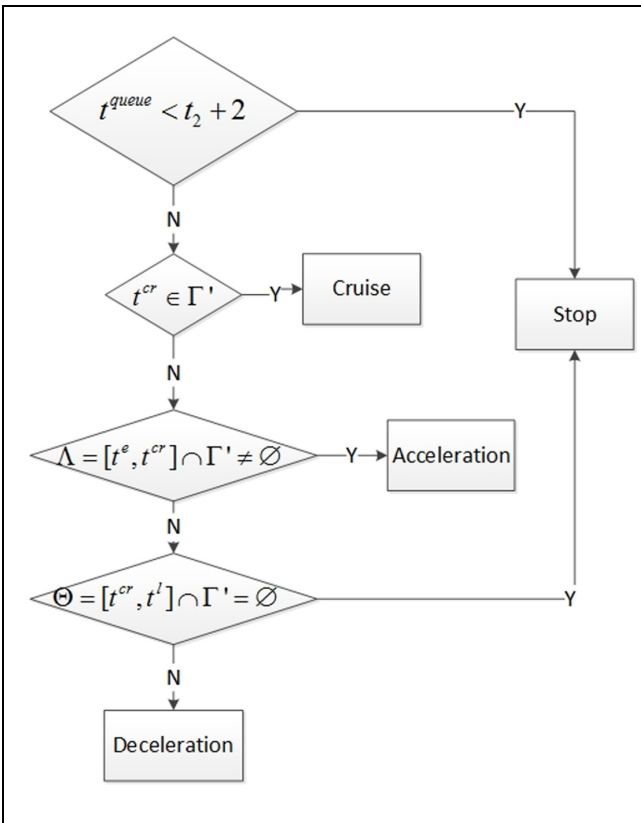 t^{queue} < t_2 + 2
Y
N
t^{cr} ∈ Γ'
Y
Cruise
Stop
N
Λ = [t^e, t^{cr}] ∩ Γ' ≠ ∅
Y
Acceleration
N
Θ = [t^{cr}, t^l] ∩ Γ' = ∅
Y
N
Deceleration